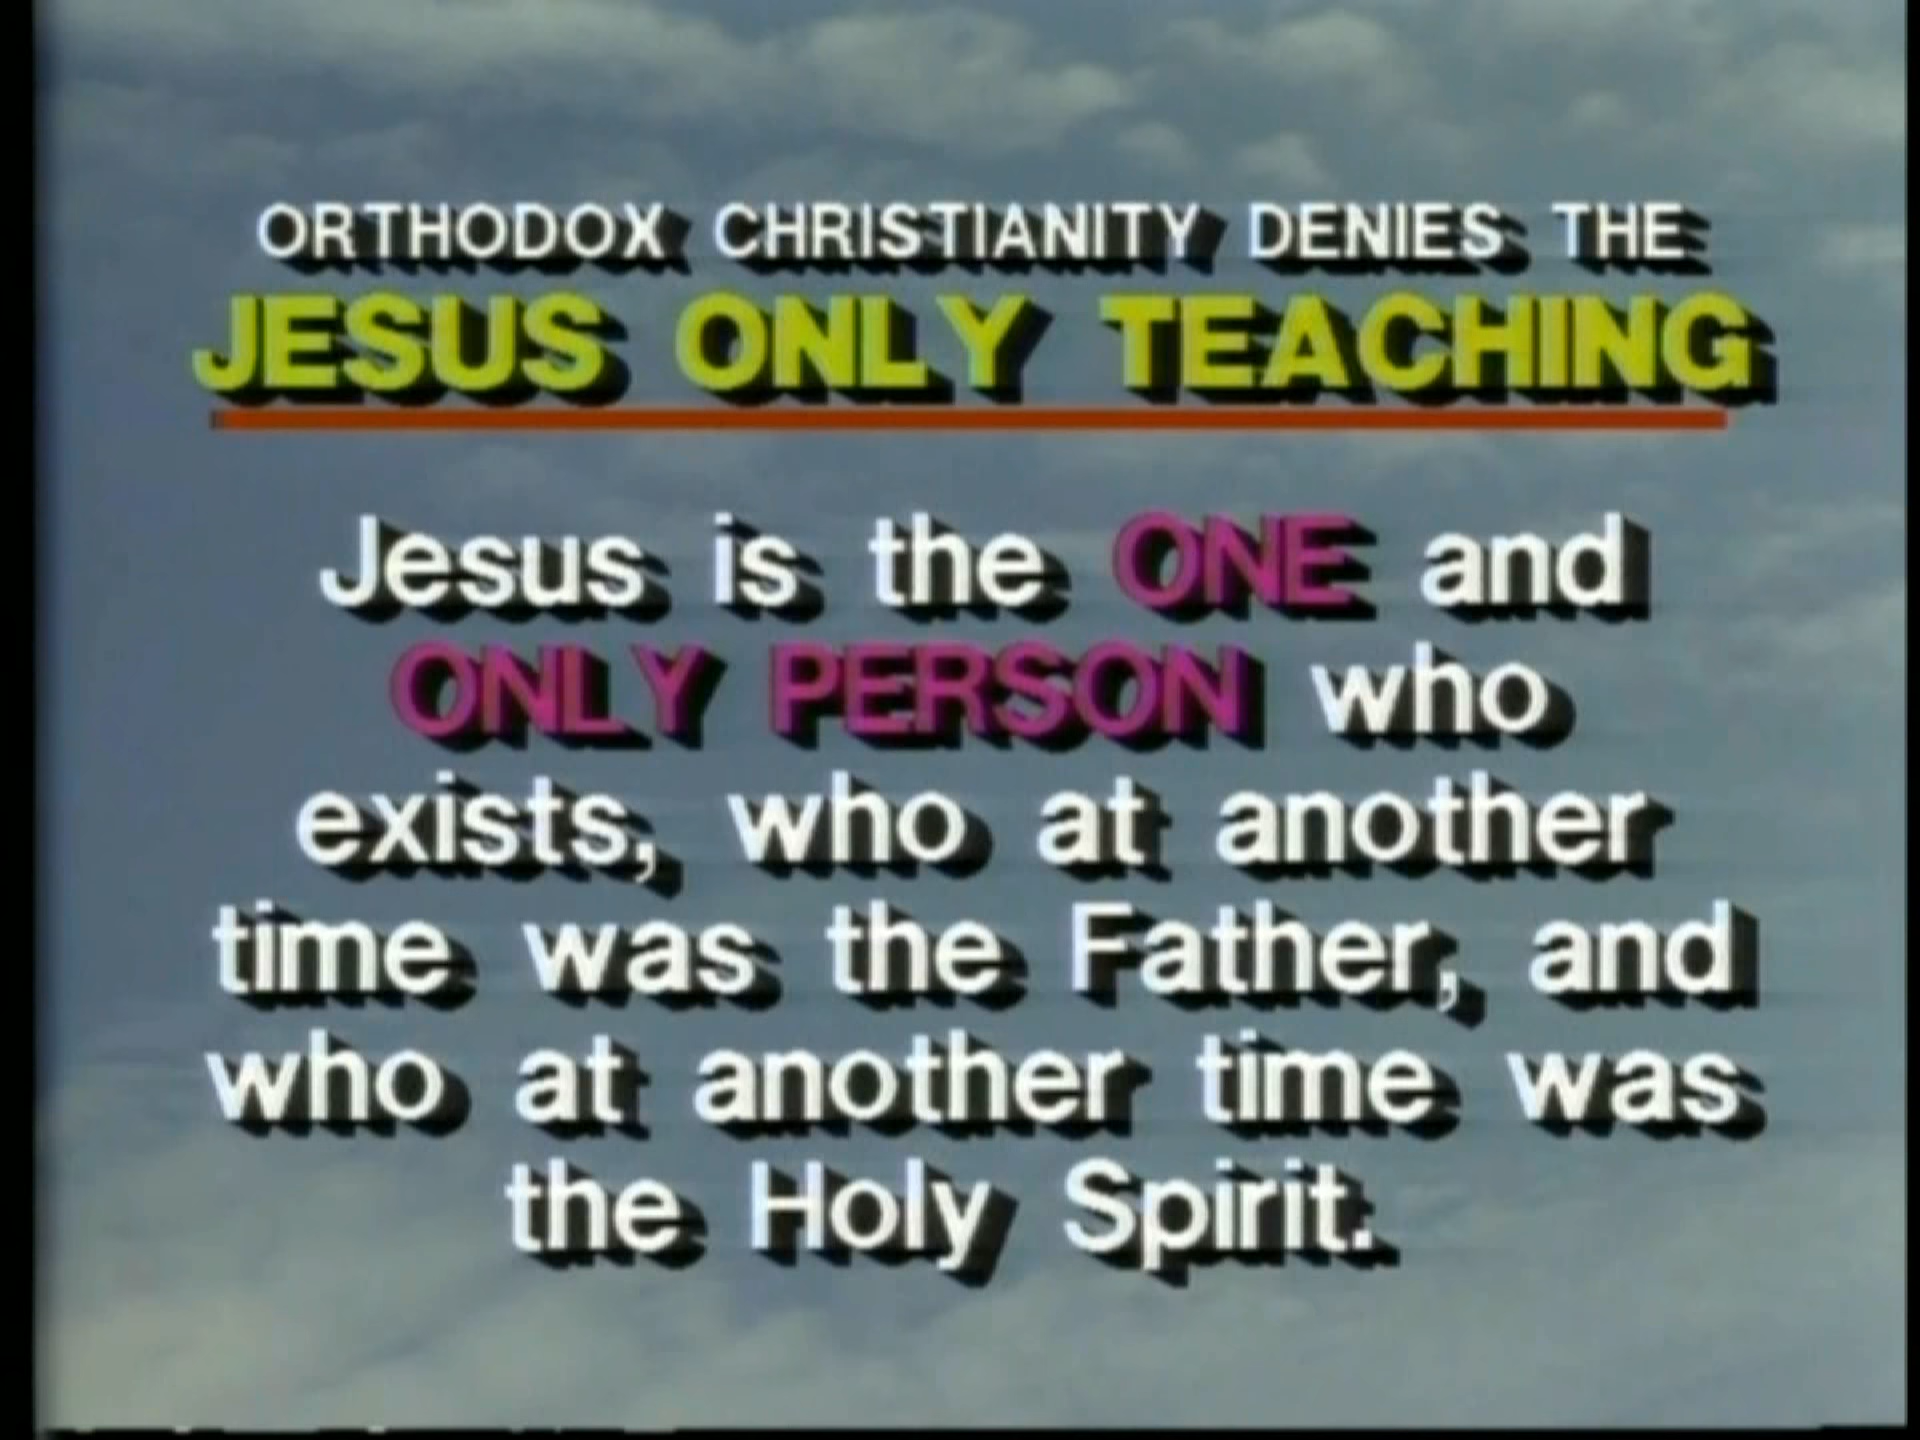 ORTHODOX CHRISTIANITY DENIES THE
JESUS ONLY TEACHING
Jesus is the ONE and
ONLY PERSON who
exists, who at another
time was the Father, and
who at another time was
the Holy Spirit.